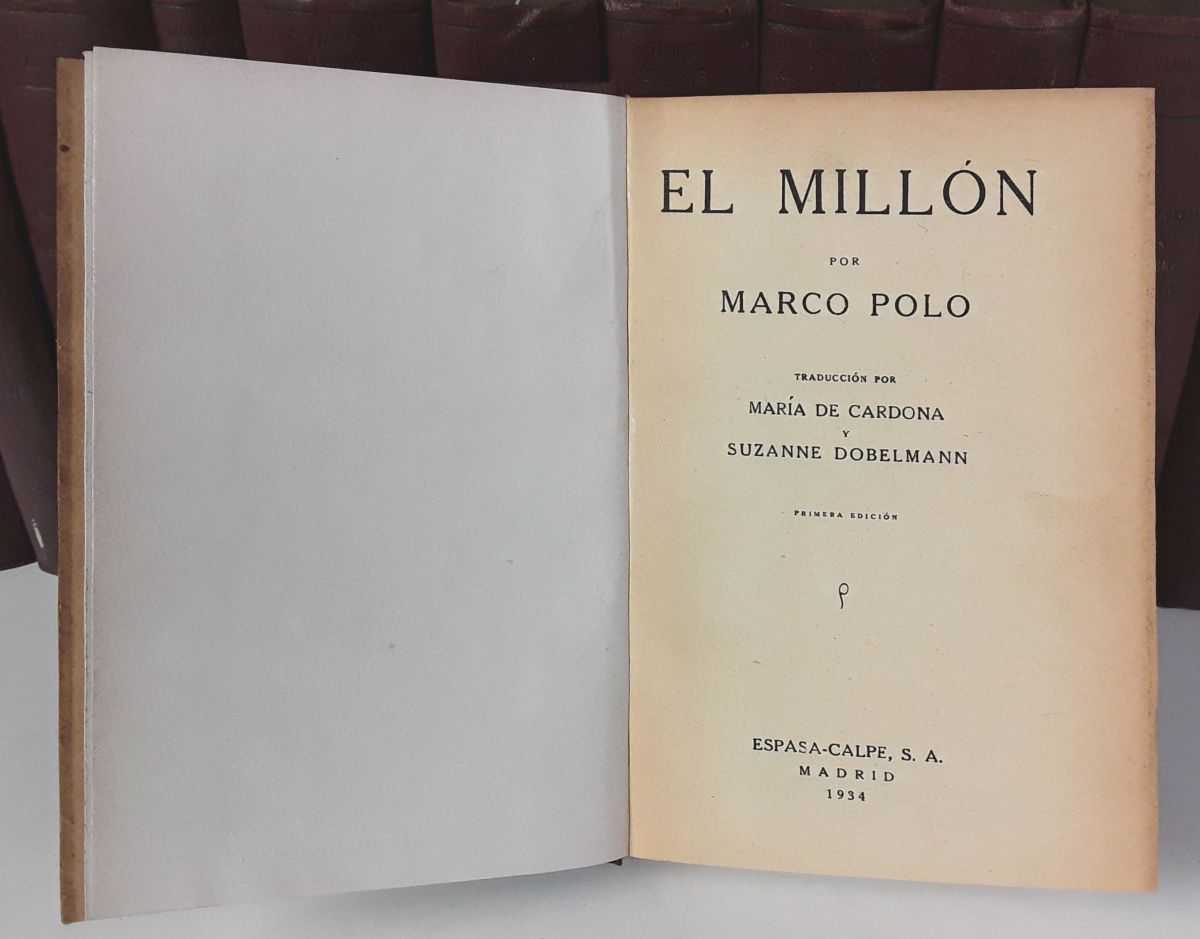 EL MILLÓN
POR
MARCO POLO
TRADUCCIÓN POR
MARÍA DE CARDONA
Y
SUZANNE DOBELMANN
PRIMERA EDICIÓN
ESPASA-CALPE, S. A.
MADRID
1934